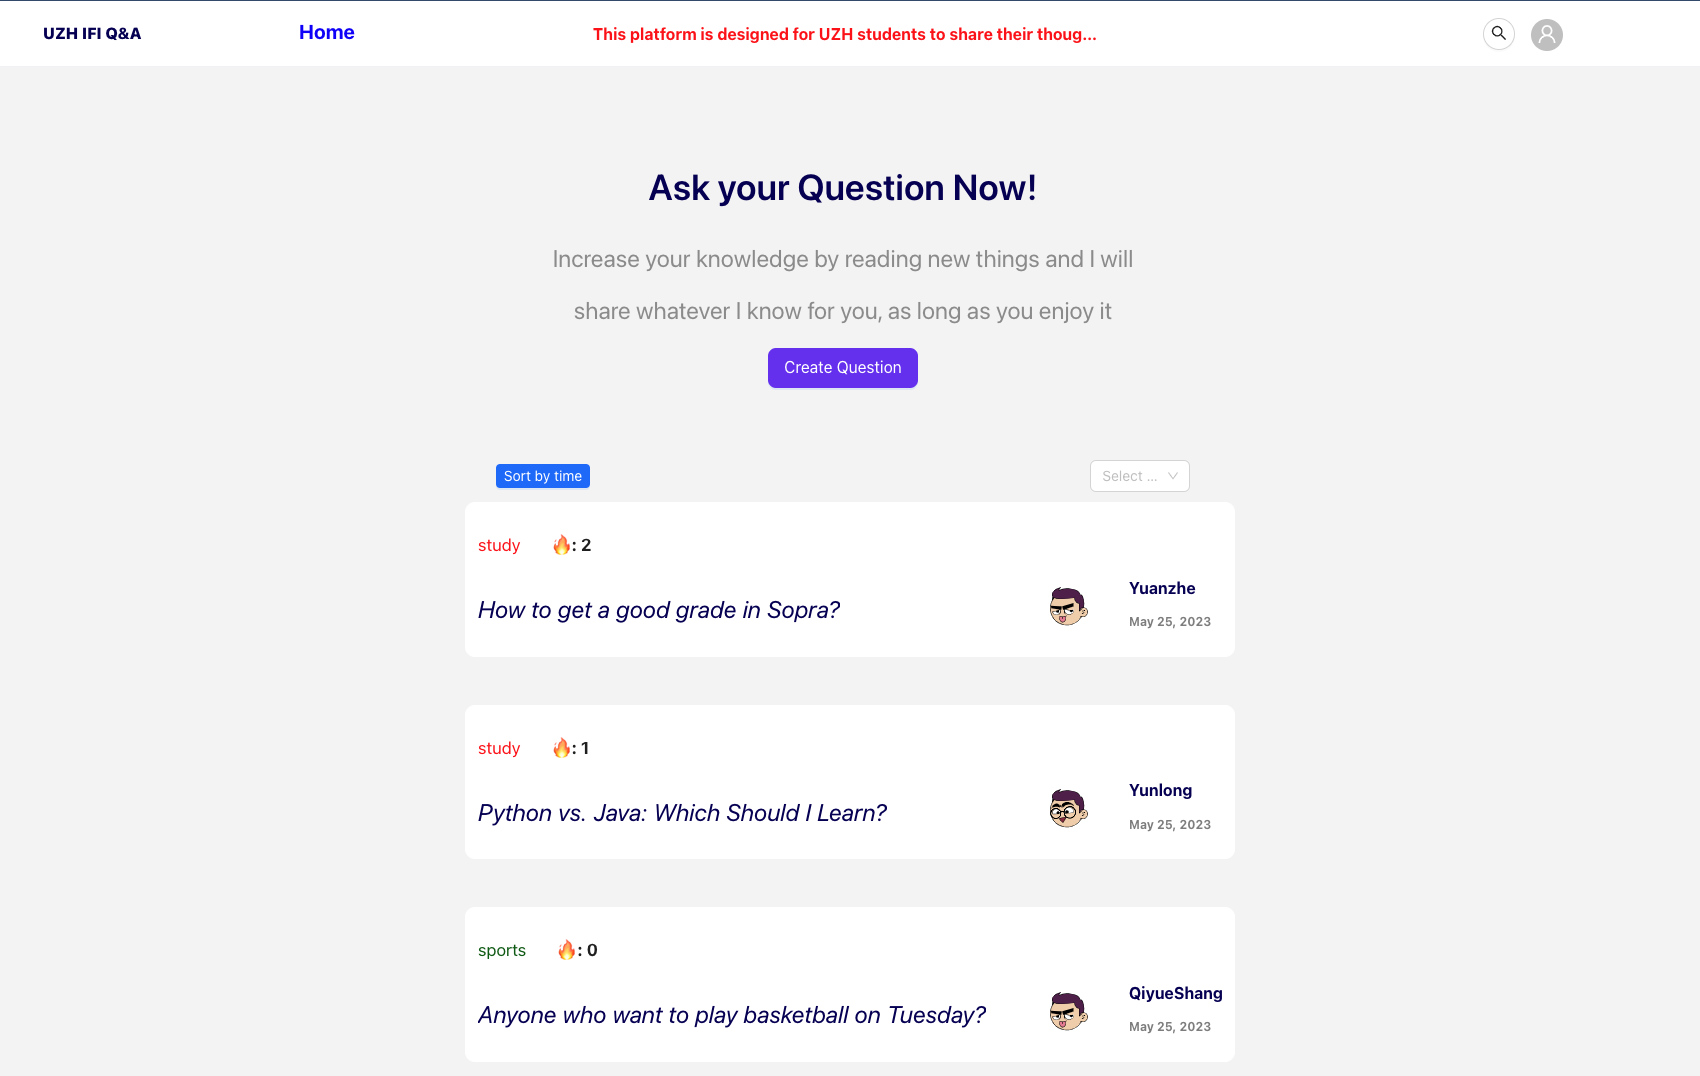 UZH IFI Q&A
Home
This platform is designed for UZH students to share their thoug...
Ask your Question Now!
Increase your knowledge by reading new things and I will
share whatever I know for you, as long as you enjoy it
Create Question
Sort by time
Select ...
study 🔥: 2
How to get a good grade in Sopra?
Yuanzhe
May 25, 2023
study 🔥: 1
Python vs. Java: Which Should I Learn?
Yunlong
May 25, 2023
sports 🔥: 0
Anyone who want to play basketball on Tuesday?
QiyueShang
May 25, 2023